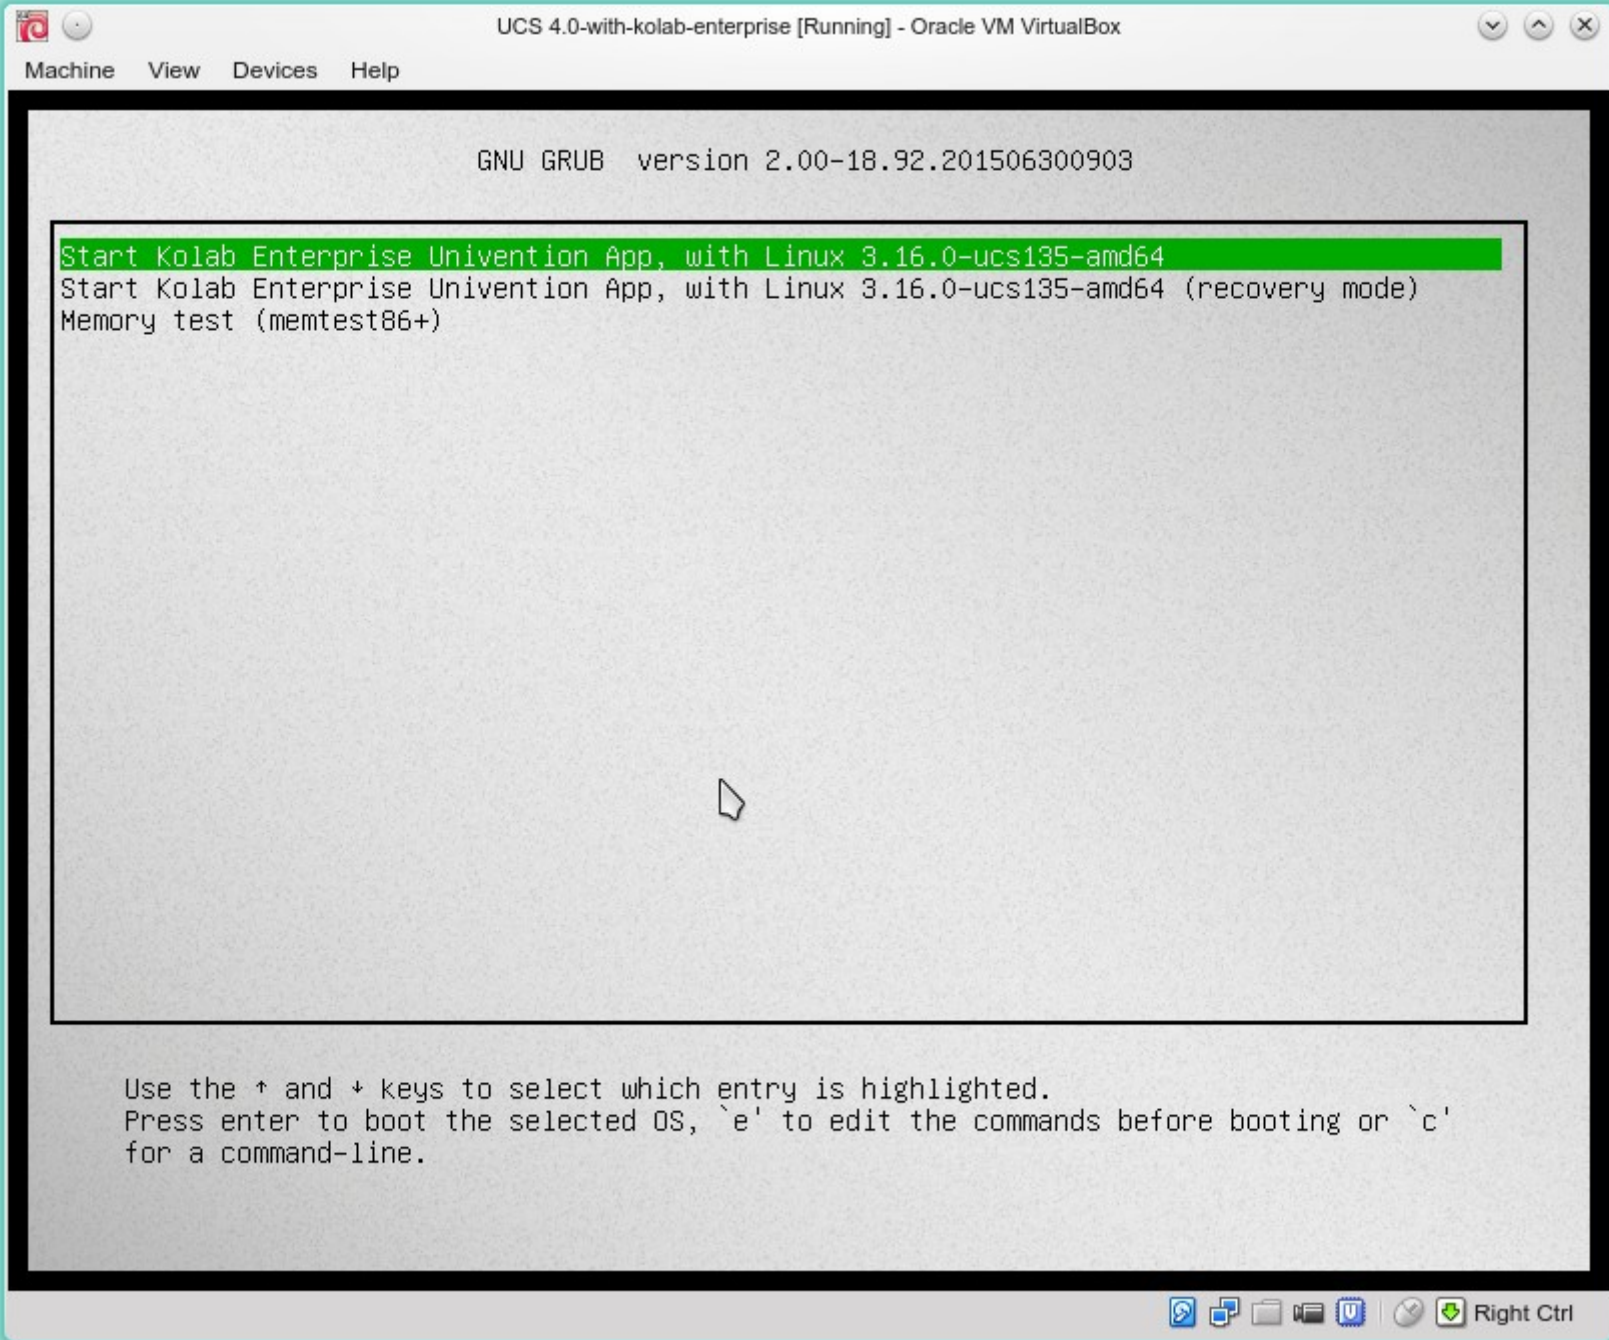 UCS 4.0-with-kolab-enterprise [Running] - Oracle VM VirtualBox
Machine View Devices Help
GNU GRUB version 2.00-18.92.201506300903
Start Kolab Enterprise Univention App, with Linux 3.16.0-ucs135-amd64
Start Kolab Enterprise Univention App, with Linux 3.16.0-ucs135-amd64 (recovery mode)
Memory test (memtest86+)
Use the ↑ and ↓ keys to select which entry is highlighted.
Press enter to boot the selected OS, `e' to edit the commands before booting or `c'
for a command-line.
Right Ctrl